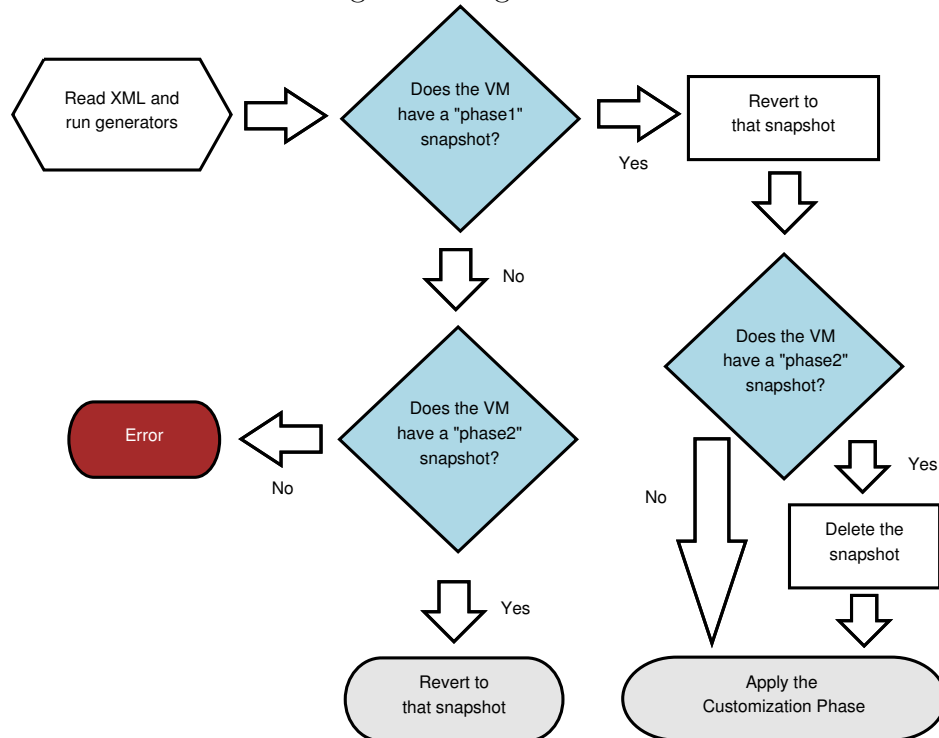 Read XML and
run generators
Does the VM
have a "phase1"
snapshot?
Yes
Revert to
that snapshot
No
Does the VM
have a "phase2"
snapshot?
Does the VM
have a "phase2"
snapshot?
Error
No
No
Yes
Delete the
snapshot
Yes
Revert to
that snapshot
Apply the
Customization Phase